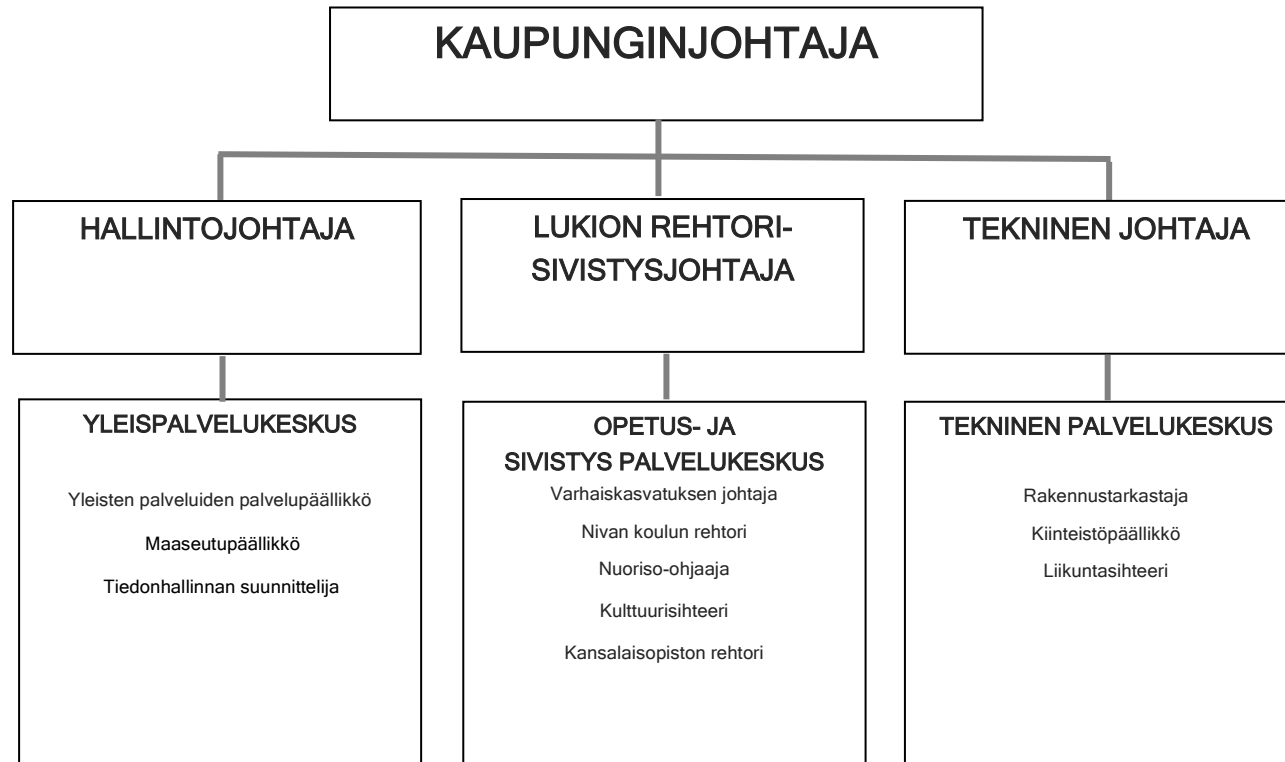 KAUPUNGINJOHTAJA
HALLINTOJOHTAJA
LUKION REHTORI-
SIVISTYSJOHTAJA
TEKNINEN JOHTAJA
YLEISPALVELUKESKUS
Yleisten palveluiden palvelupäällikkö
Maaseutupäällikkö
Tiedonhallinnan suunnittelija
OPETUS- JA
SIVISTYS PALVELUKESKUS
Varhaiskasvatuksen johtaja
Nivan koulun rehtori
Nuoriso-ohjaaja
Kulttuurisihteeri
Kansalaisopiston rehtori
TEKNINEN PALVELUKESKUS
Rakennustarkastaja
Kiinteistöpäällikkö
Liikuntasihteeri